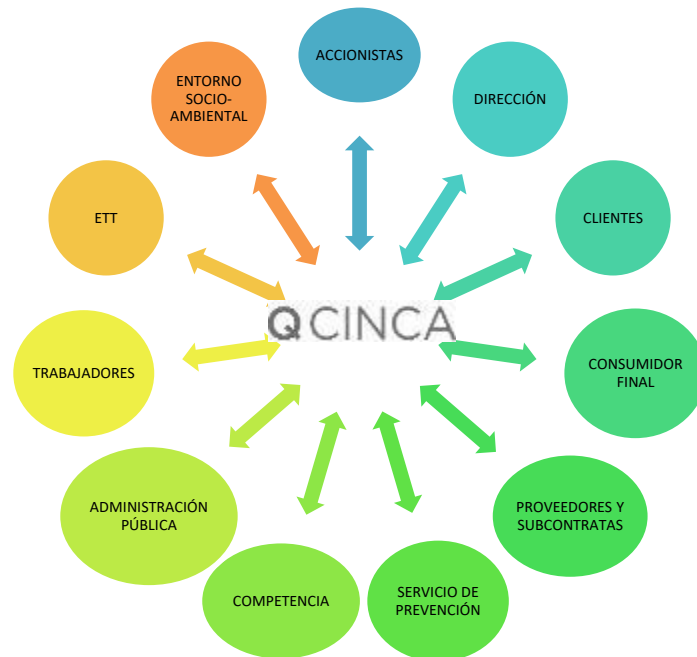 ACCIONISTAS
DIRECCIÓN
CLIENTES
CONSUMIDOR
FINAL
PROVEEDORES Y
SUBCONTRATAS
SERVICIO DE
PREVENCIÓN
COMPETENCIA
ADMINISTRACIÓN
PÚBLICA
TRABAJADORES
ETT
ENTORNO
SOCIO-
AMBIENTAL
Q CINCA